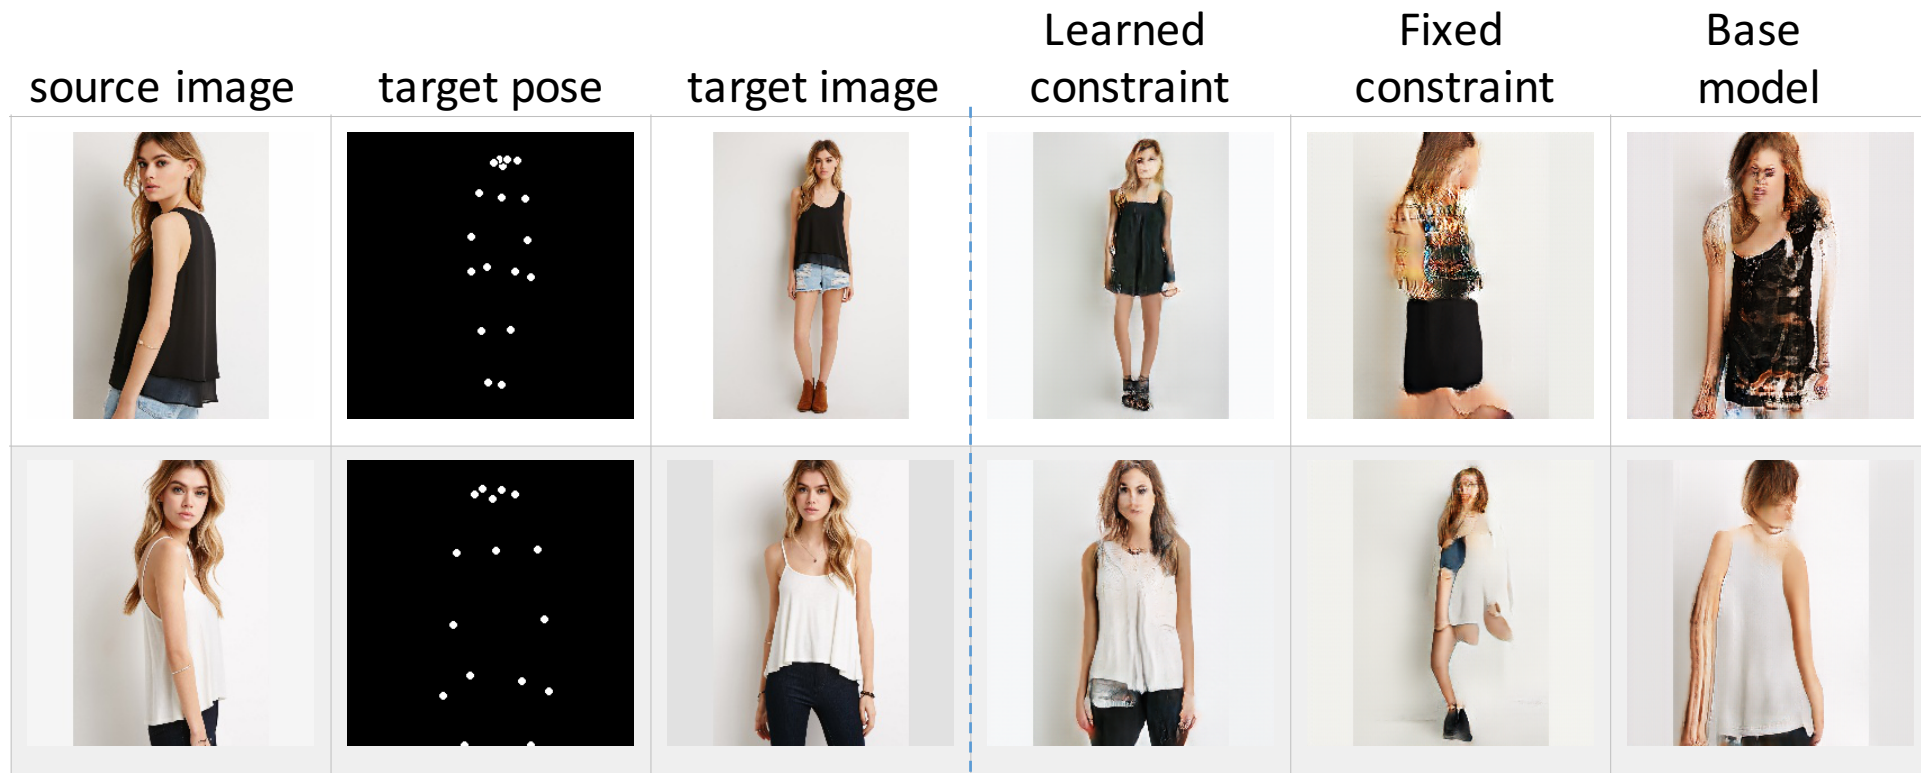 source image
target pose
target image
Learned
constraint
Fixed
constraint
Base
model